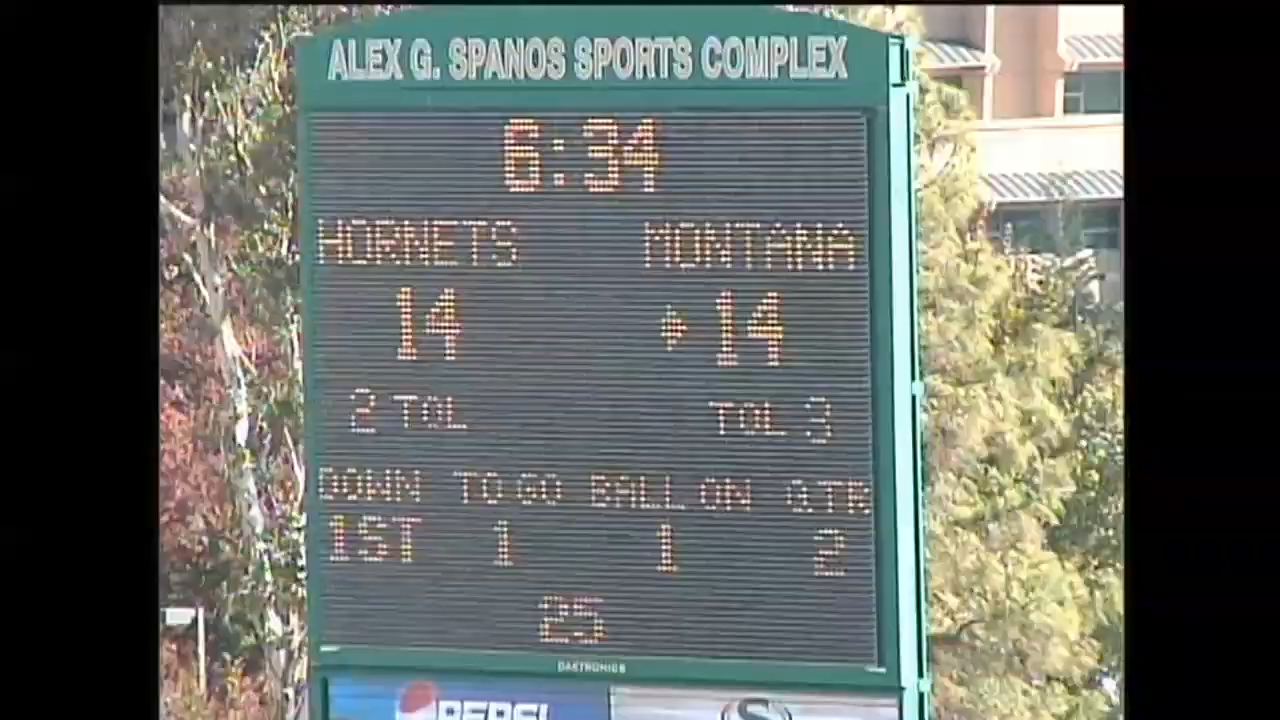 ALEX G. SPANOS SPORTS COMPLEX
6:34
HORNETS MONTANA
14 14
2 TOL TOL 3
DOWN TO GO BALL ON QTR
1ST 1 1 2
25
DAKTRONICS
PEPSI S